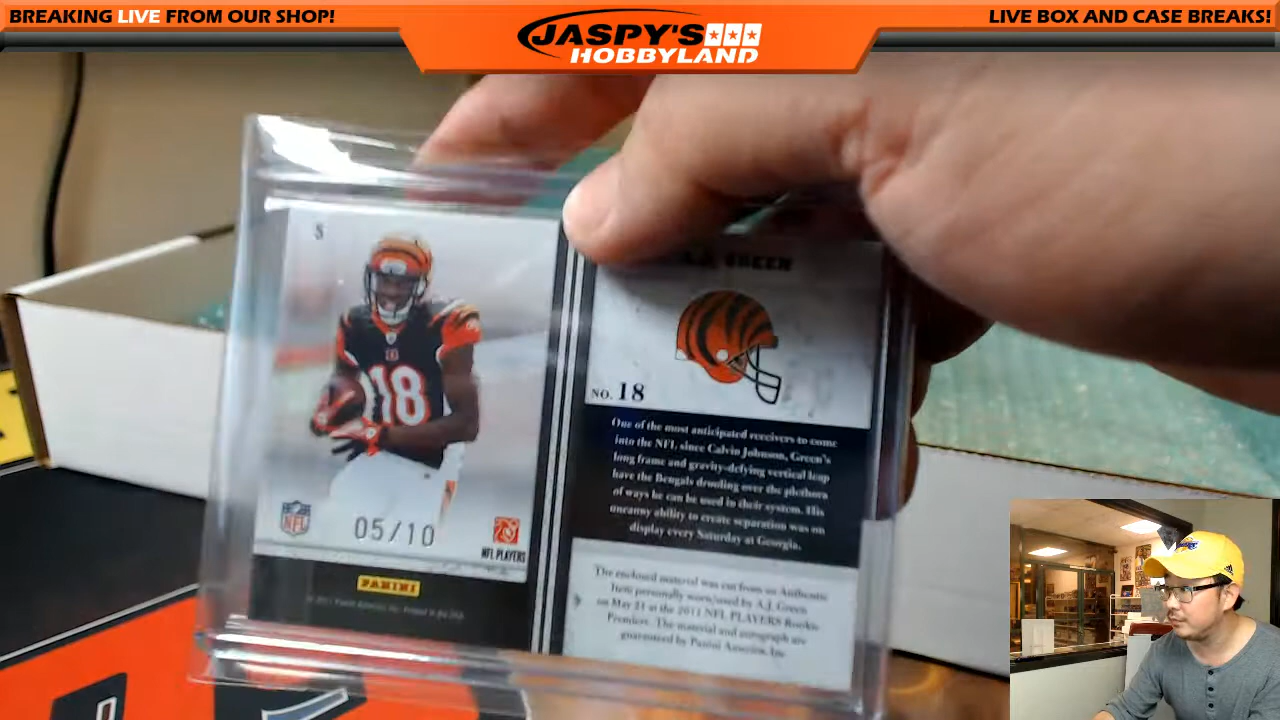 BREAKING LIVE FROM OUR SHOP!
JASPY'S
HOBBYLAND
LIVE BOX AND CASE BREAKS!
S
18
NFL
05/10
NFL PLAYERS
PANINI
A.J. GREEN
NO. 18
One of the most anticipated receivers to come
into the NFL since Calvin Johnson, Green's
long frame and gravity-defying vertical leap
have the Bengals drooling over the plethora
of ways he can be used in their system. His
uncanny ability to create separation was on
display every Saturday at Georgia.
The enclosed material was cut from an Authentic
Item personally worn/used by A.J. Green
on May 21 at the 2011 NFL PLAYERS Rookie
Premiere. The material and autograph are
guaranteed by Panini America, Inc